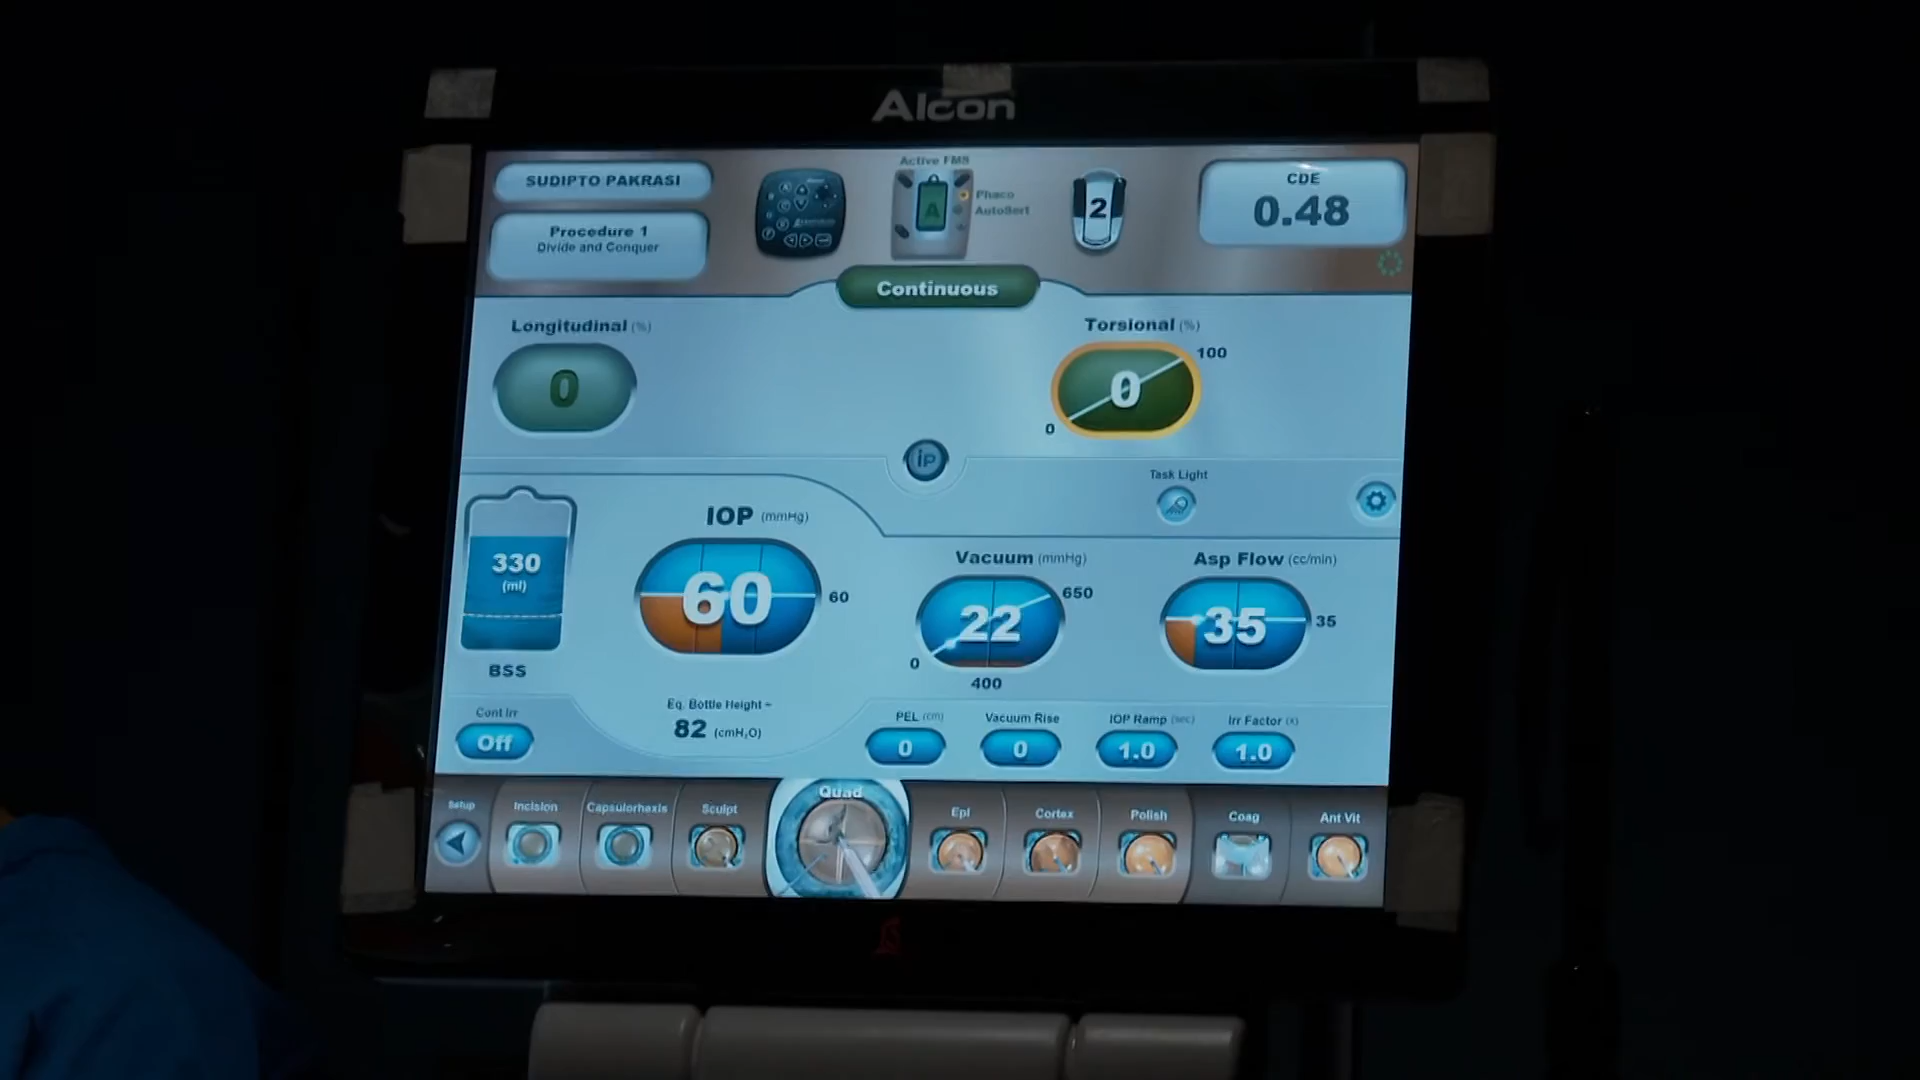 Alcon
SUDIPTO PAKRASI
Procedure 1
Divide and Conquer
Active FMS
A
Phaco
AutoSert
2
CDE
0.48
Continuous
Longitudinal (%)
0
Torsional (%)
100
0
0
iP
Task Light
330
(ml)
BSS
IOP (mmHg)
60
60
Vacuum (mmHg)
650
22
0
400
Asp Flow (cc/min)
35
35
Cont Irr
Off
Eq. Bottle Height ~
82 (cmH₂O)
PEL (cm)
0
Vacuum Rise
0
IOP Ramp (sec)
1.0
Irr Factor (x)
1.0
Setup
Incision
Capsulorhexis
Sculpt
Quad
Epi
Cortex
Polish
Coag
Ant Vit